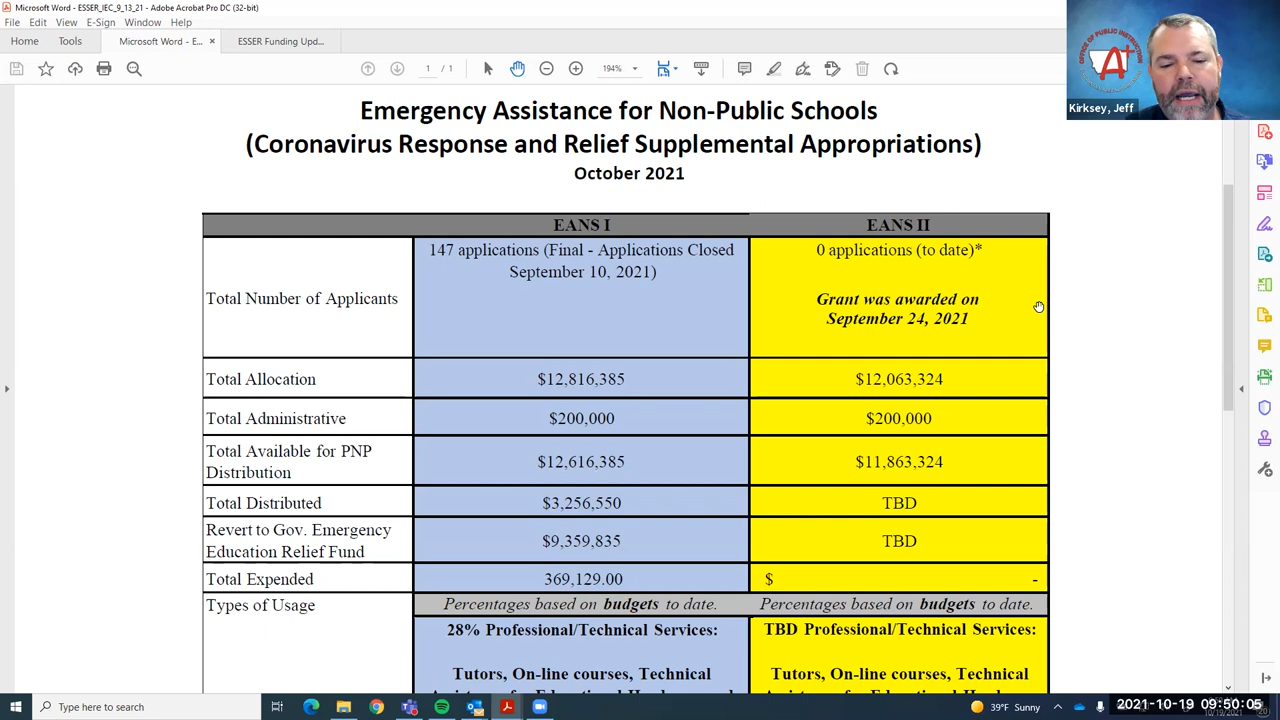 Microsoft Word - ESSER_IEC_9_13_21 - Adobe Acrobat Pro DC (32-bit)
File Edit View E-Sign Window Help
Home Tools Microsoft Word - E... × ESSER Funding Upd...
1 / 1 194%
OFFICE OF PUBLIC INSTRUCTION
A+
Kirksey, Jeff
Emergency Assistance for Non-Public Schools
(Coronavirus Response and Relief Supplemental Appropriations)
October 2021
EANS I EANS II
Total Number of Applicants
147 applications (Final - Applications Closed
September 10, 2021)
0 applications (to date)*
Grant was awarded on
September 24, 2021
Total Allocation $12,816,385 $12,063,324
Total Administrative $200,000 $200,000
Total Available for PNP
Distribution
$12,616,385 $11,863,324
Total Distributed $3,256,550 TBD
Revert to Gov. Emergency
Education Relief Fund
$9,359,835 TBD
Total Expended 369,129.00 $ -
Types of Usage Percentages based on budgets to date. Percentages based on budgets to date.
28% Professional/Technical Services:
Tutors, On-line courses, Technical
TBD Professional/Technical Services:
Tutors, On-line courses, Technical
Type here to search
39°F Sunny
2021-10-19 09:50:05